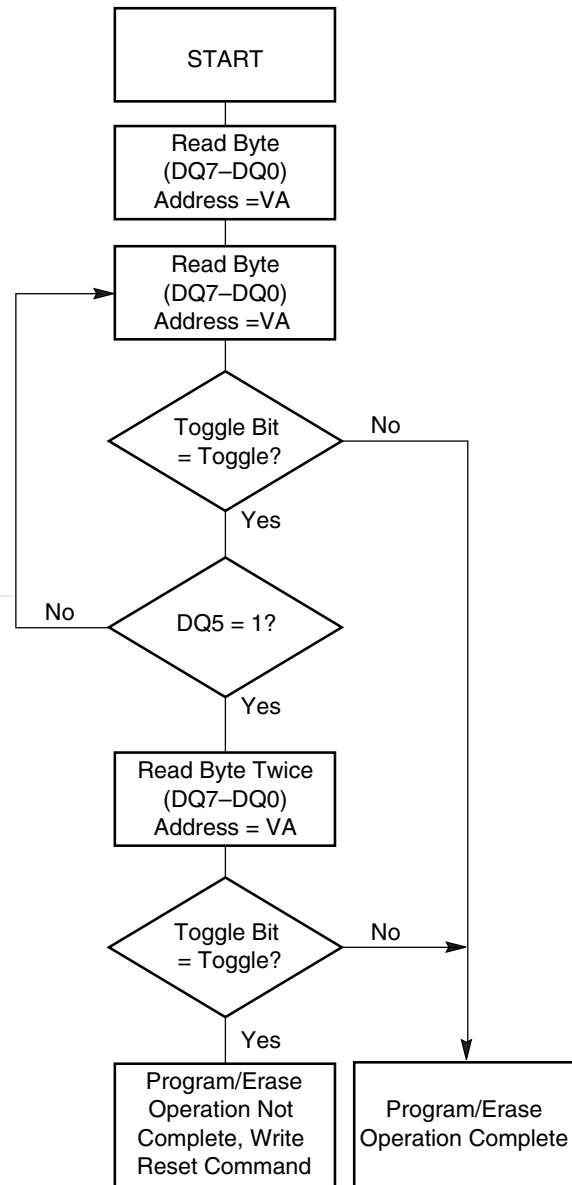 START
Read Byte
(DQ7–DQ0)
Address =VA
Read Byte
(DQ7–DQ0)
Address =VA
Toggle Bit
= Toggle?
No
Yes
DQ5 = 1?
No
Yes
Read Byte Twice
(DQ7–DQ0)
Address = VA
Toggle Bit
= Toggle?
No
Yes
Program/Erase
Operation Not
Complete, Write
Reset Command
Program/Erase
Operation Complete